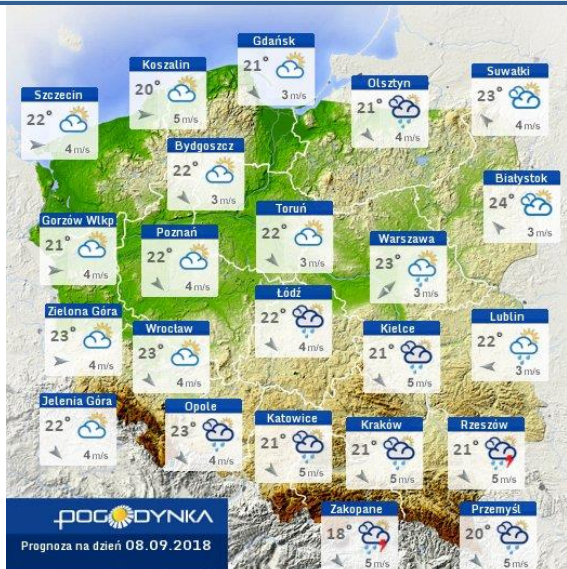 Gdańsk
21°
3 m/s
Koszalin
20°
5 m/s
Suwałki
23°
4 m/s
Olsztyn
21°
4 m/s
Szczecin
22°
4 m/s
Bydgoszcz
22°
3 m/s
Białystok
24°
3 m/s
Toruń
22°
3 m/s
Gorzów Wlkp
21°
4 m/s
Poznań
22°
4 m/s
Warszawa
23°
3 m/s
Łódź
22°
4 m/s
Zielona Góra
23°
4 m/s
Wrocław
23°
4 m/s
Kielce
21°
5 m/s
Lublin
22°
3 m/s
Jelenia Góra
22°
4 m/s
Opole
23°
4 m/s
Katowice
21°
5 m/s
Kraków
21°
5 m/s
Rzeszów
21°
5 m/s
Zakopane
18°
5 m/s
Przemyśl
20°
5 m/s
POGODYNKA
Prognoza na dzień 08.09.2018